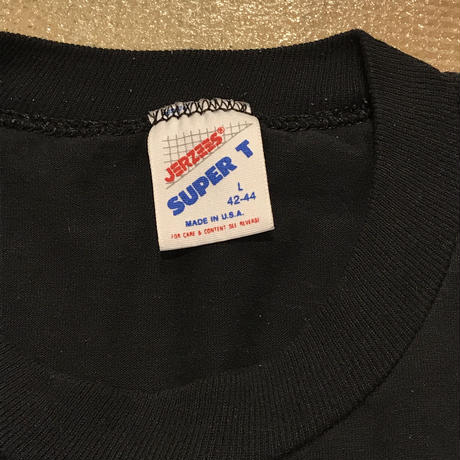 JERZEES®
SUPER T
L
42-44
MADE IN U.S.A.
FOR CARE & CONTENT SEE REVERSE